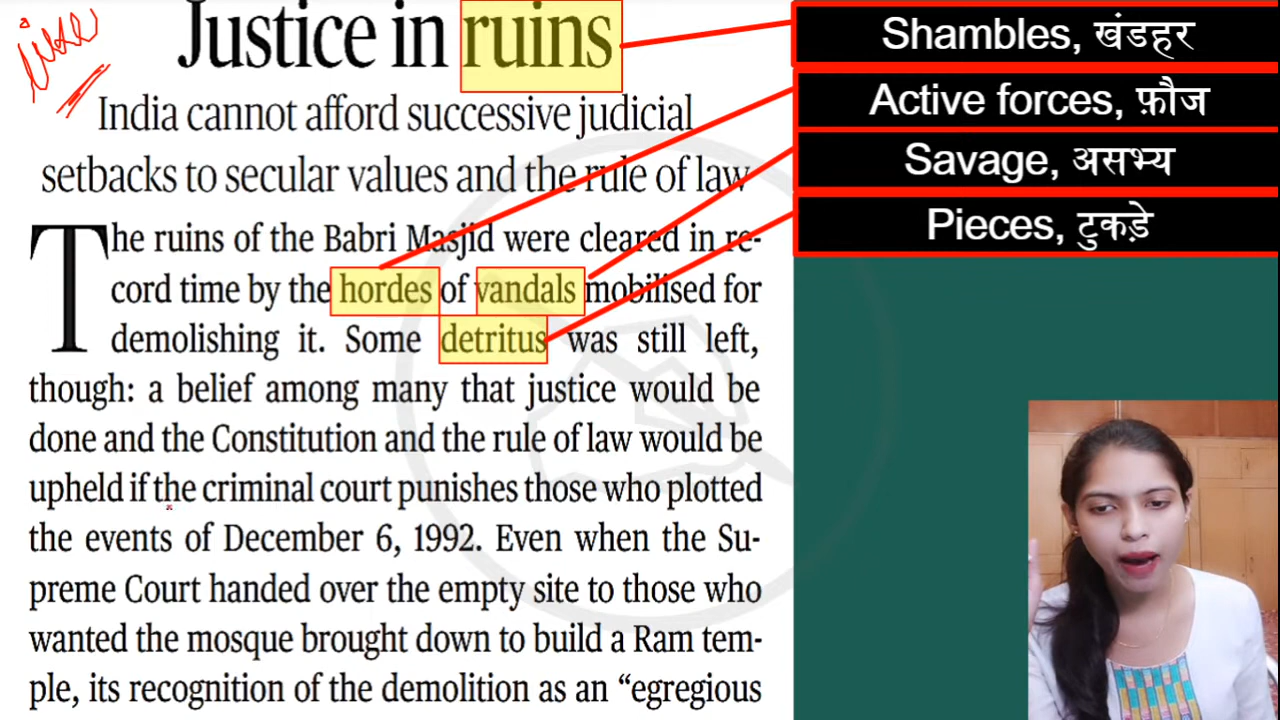 like
Justice in ruins
India cannot afford successive judicial
setbacks to secular values and the rule of law
The ruins of the Babri Masjid were cleared in re-
cord time by the hordes of vandals mobilised for
demolishing it. Some detritus was still left,
though: a belief among many that justice would be
done and the Constitution and the rule of law would be
upheld if the criminal court punishes those who plotted
the events of December 6, 1992. Even when the Su-
preme Court handed over the empty site to those who
wanted the mosque brought down to build a Ram tem-
ple, its recognition of the demolition as an “egregious
Shambles, खंडहर
Active forces, फ़ौज
Savage, असभ्य
Pieces, टुकड़े